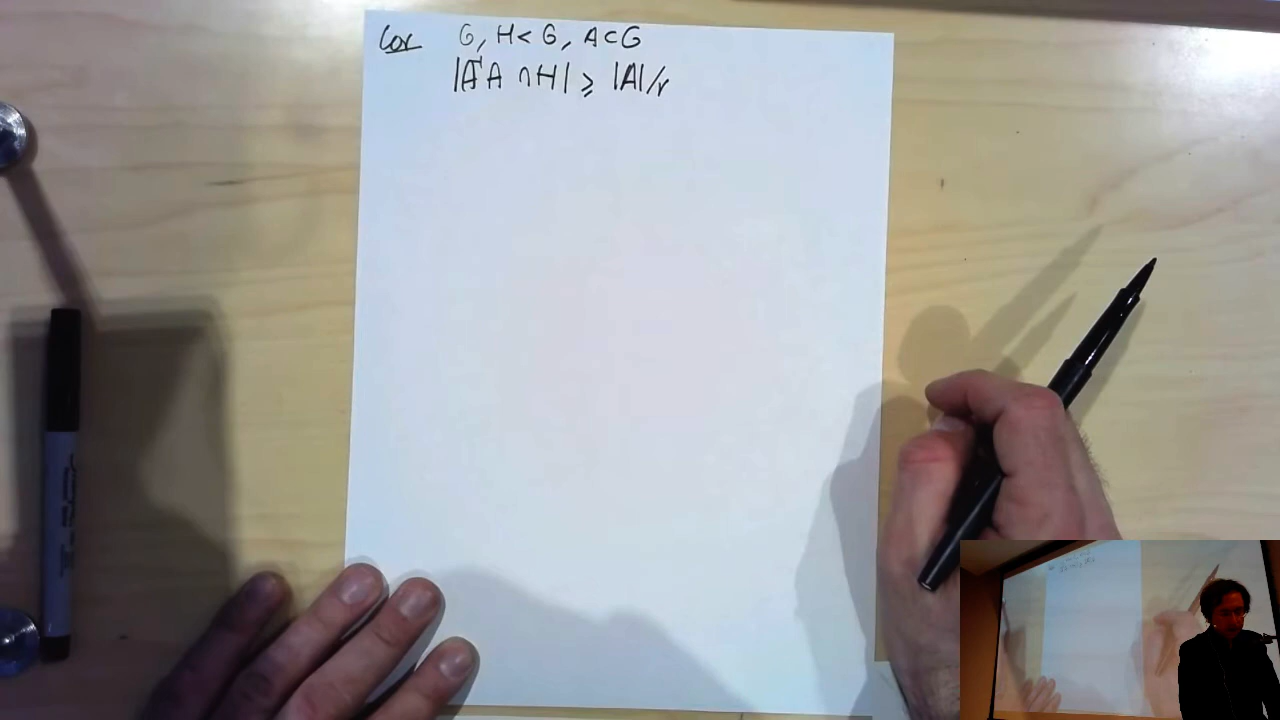 Cor G, H < G, A ⊂ G
|A⁻¹A ∩ H| ⩾ |A|/r